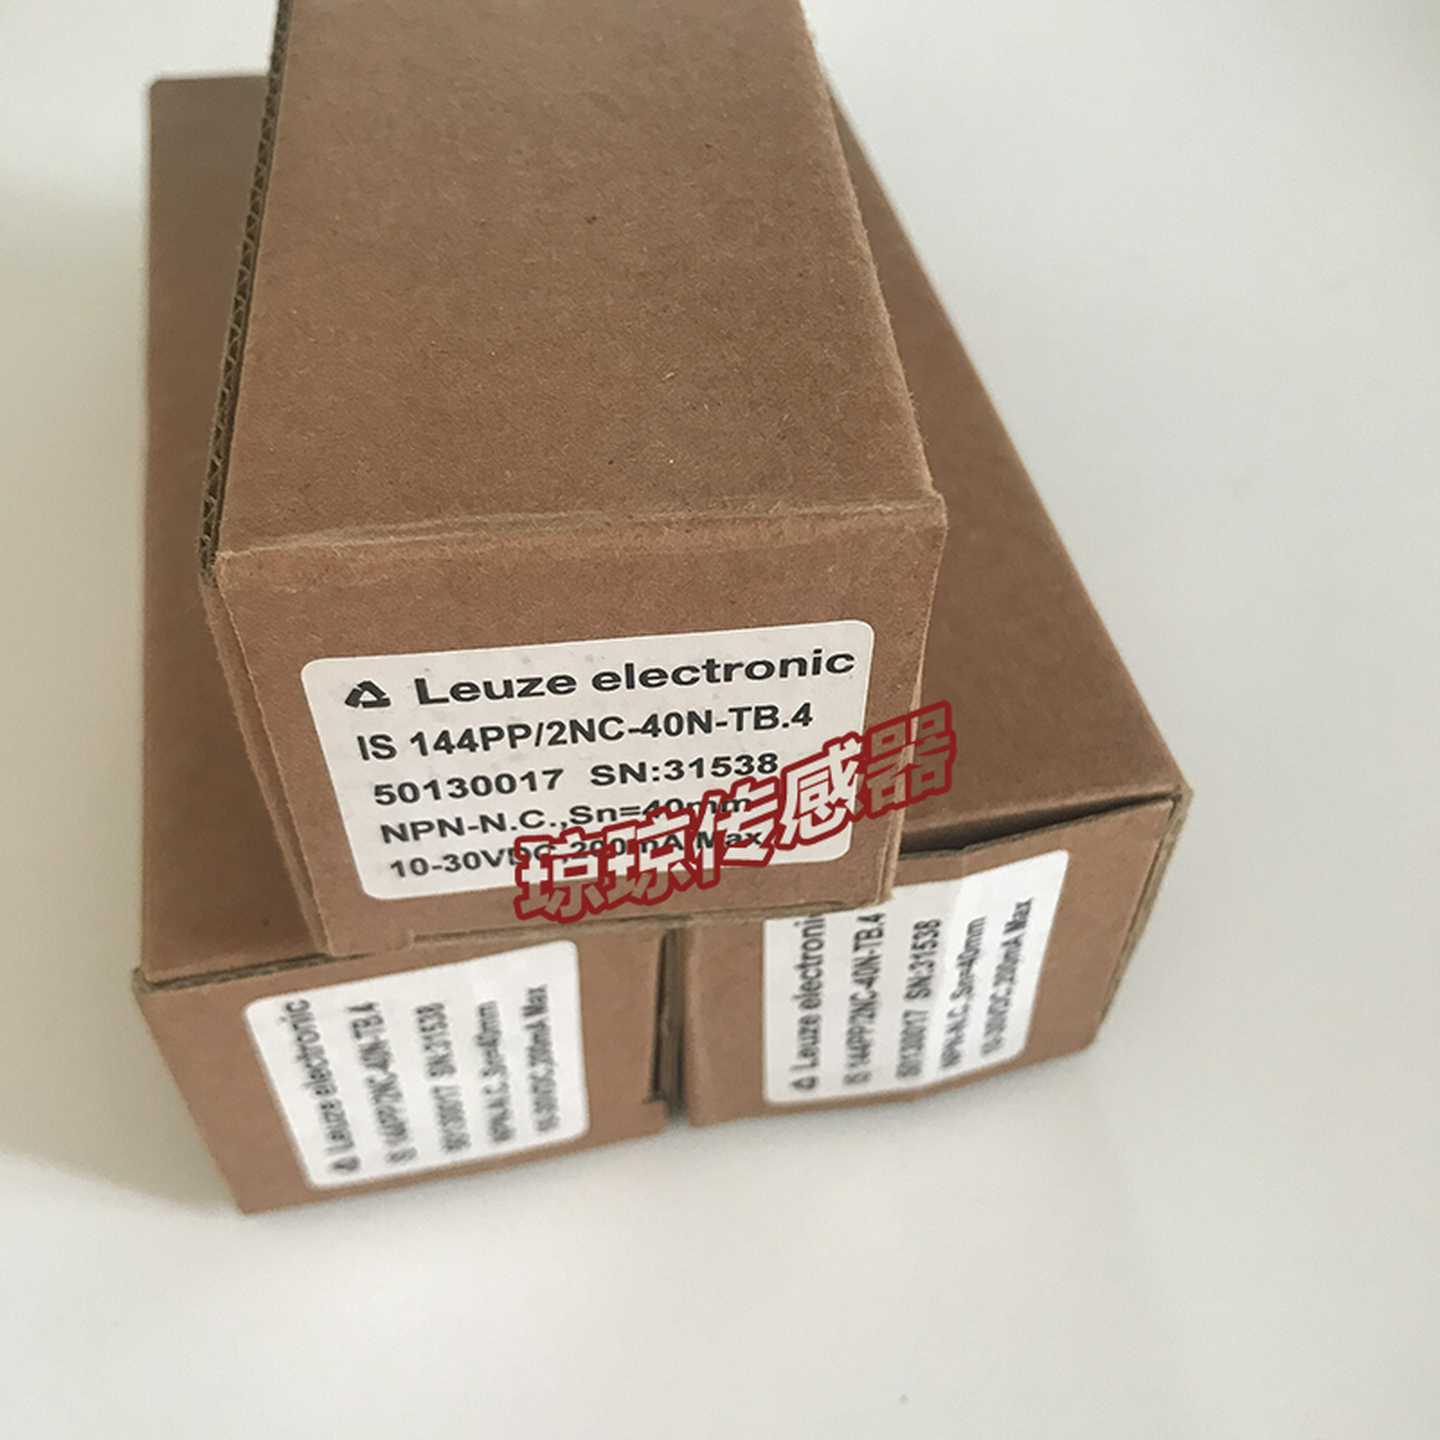 Leuze electronic
IS 144PP/2NC-40N-TB.4
50130017 SN:31538
NPN-N.C.,Sn=40mm
10-30VDC,200mA Max
琼琼传感器
Leuze electronic
IS 144PP/2NC-40N-TB.4
50130017 SN:31538
NPN-N.C.,Sn=40mm
10-30VDC,200mA Max
Leuze electronic
IS 144PP/2NC-40N-TB.4
50130017 SN:31538
NPN-N.C.,Sn=40mm
10-30VDC,200mA Max